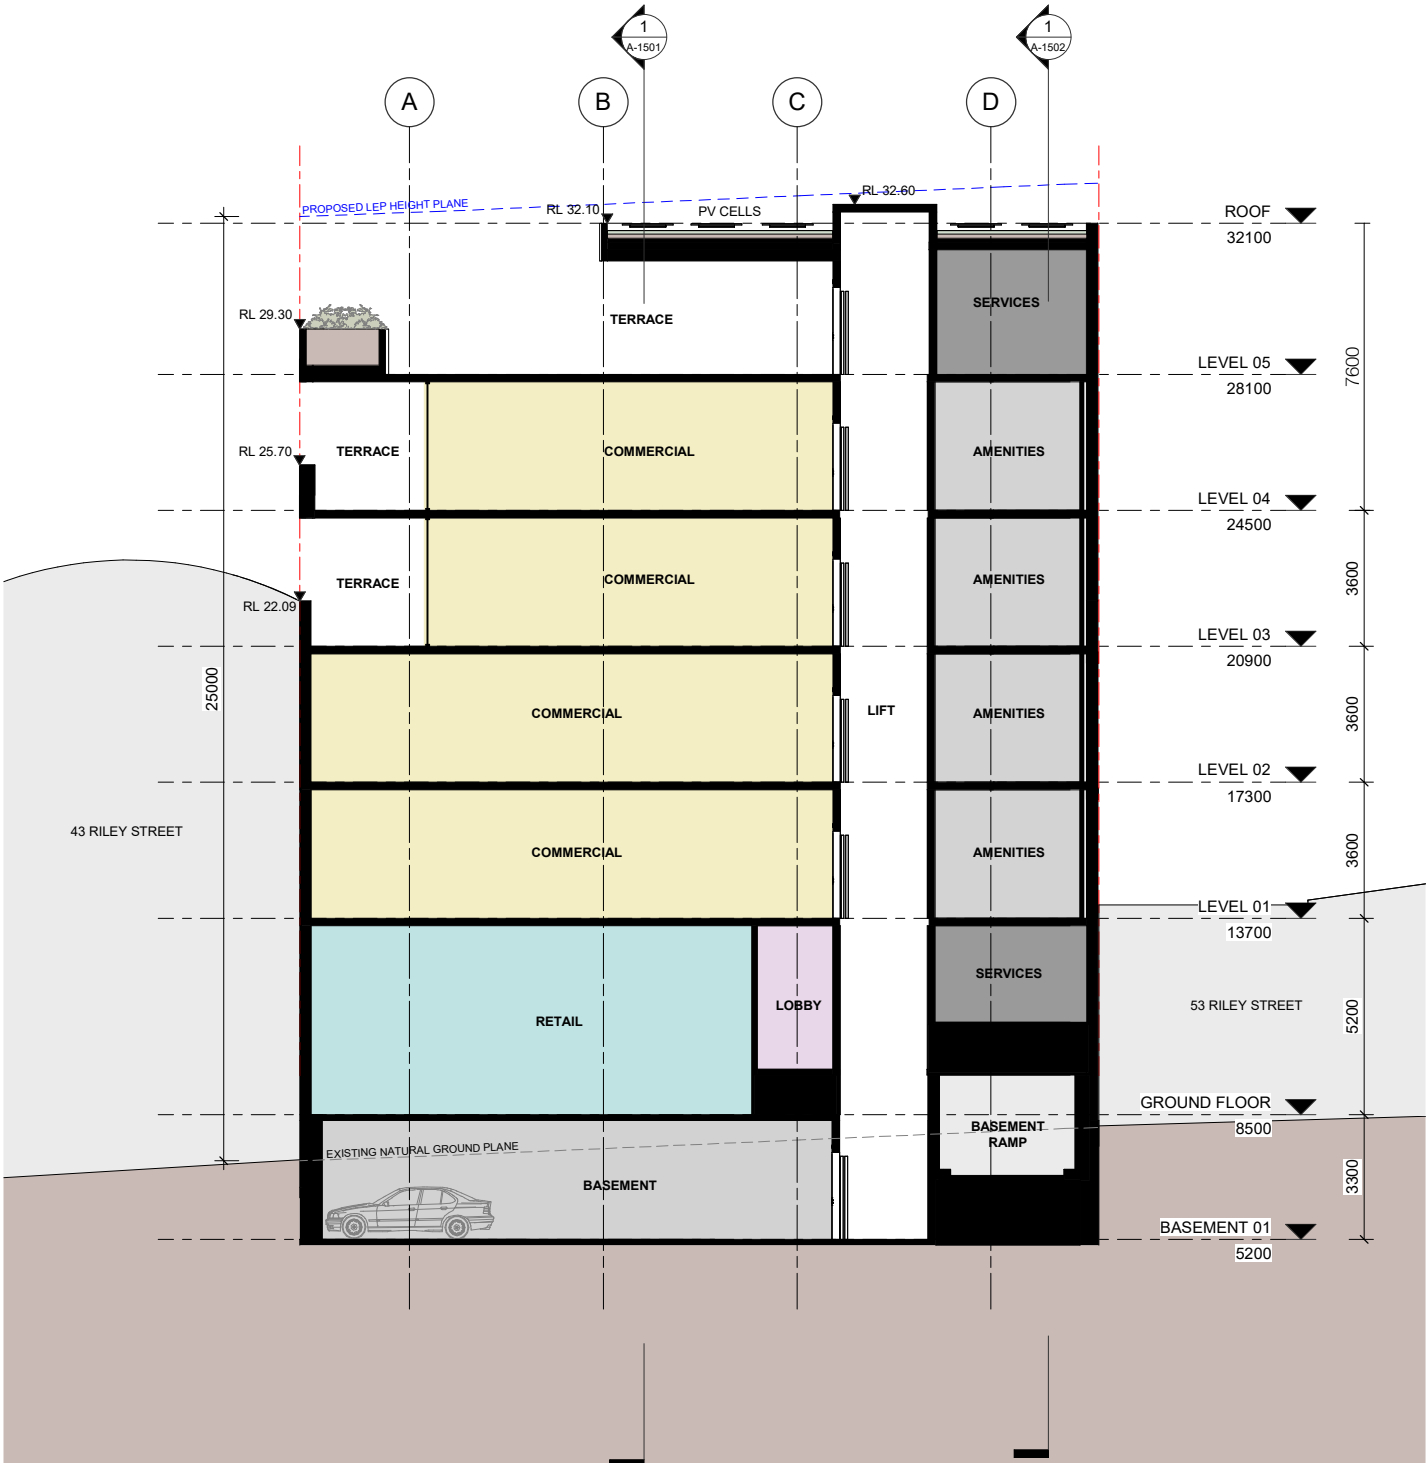 1
A-1501
1
A-1502
A
B
C
D
PROPOSED LEP HEIGHT PLANE
RL 32.10
PV CELLS
RL 32.60
ROOF
32100
RL 29.30
TERRACE
SERVICES
LEVEL 05
28100
7600
RL 25.70
TERRACE
COMMERCIAL
AMENITIES
LEVEL 04
24500
TERRACE
COMMERCIAL
AMENITIES
3600
RL 22.09
LEVEL 03
20900
25000
COMMERCIAL
LIFT
AMENITIES
3600
LEVEL 02
17300
43 RILEY STREET
COMMERCIAL
AMENITIES
3600
LEVEL 01
13700
RETAIL
LOBBY
SERVICES
53 RILEY STREET
5200
GROUND FLOOR
8500
EXISTING NATURAL GROUND PLANE
BASEMENT
RAMP
BASEMENT
3300
BASEMENT 01
5200